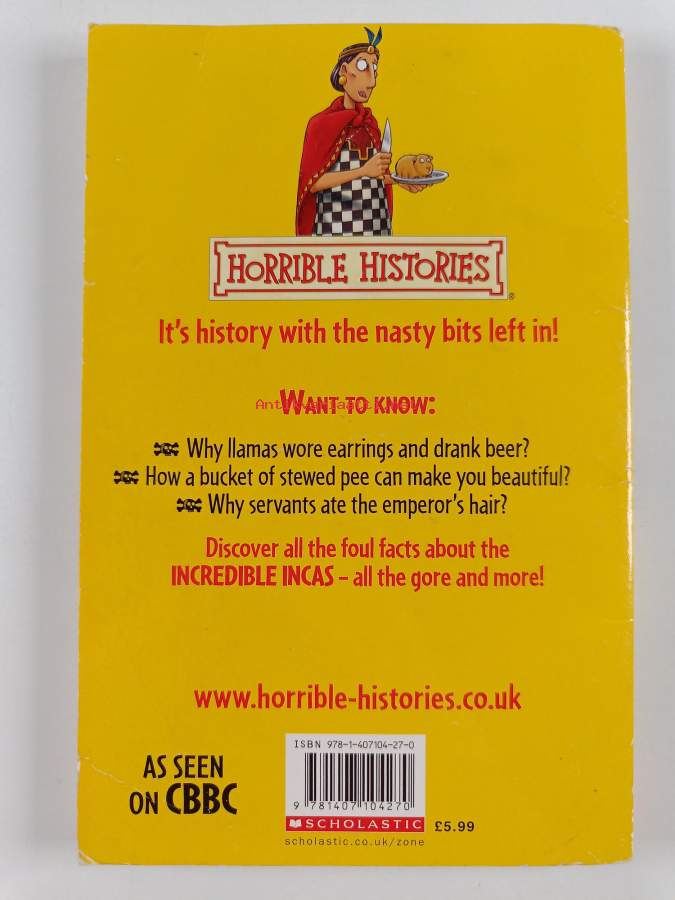 HORRIBLE HISTORIES
®
It's history with the nasty bits left in!
WANT TO KNOW:
Why llamas wore earrings and drank beer?
How a bucket of stewed pee can make you beautiful?
Why servants ate the emperor's hair?
Discover all the foul facts about the
INCREDIBLE INCAS – all the gore and more!
www.horrible-histories.co.uk
ISBN 978-1-407104-27-0
AS SEEN
ON CBBC
9 781407 104270
SCHOLASTIC £5.99
scholastic.co.uk/zone